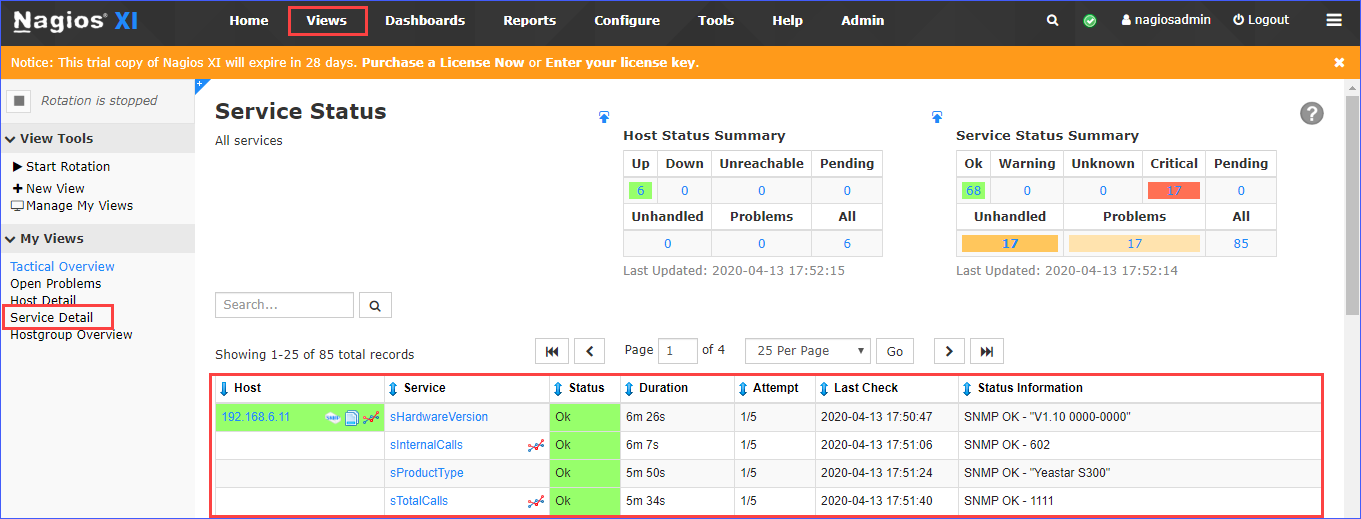 Nagios® XI Home Views Dashboards Reports Configure Tools Help Admin nagiosadmin Logout
Notice: This trial copy of Nagios XI will expire in 28 days. Purchase a License Now or Enter your license key.
Rotation is stopped
View Tools
Start Rotation
New View
Manage My Views
My Views
Tactical Overview
Open Problems
Host Detail
Service Detail
Hostgroup Overview
Service Status
All services
Host Status Summary
Up Down Unreachable Pending
6 0 0 0
Unhandled Problems All
0 0 6
Last Updated: 2020-04-13 17:52:15
Service Status Summary
Ok Warning Unknown Critical Pending
68 0 0 17 0
Unhandled Problems All
17 17 85
Last Updated: 2020-04-13 17:52:14
Search...
Showing 1-25 of 85 total records
Page 1 of 4 25 Per Page Go
Host Service Status Duration Attempt Last Check Status Information
192.168.6.11 sHardwareVersion Ok 6m 26s 1/5 2020-04-13 17:50:47 SNMP OK - "V1.10 0000-0000"
sInternalCalls Ok 6m 7s 1/5 2020-04-13 17:51:06 SNMP OK - 602
sProductType Ok 5m 50s 1/5 2020-04-13 17:51:24 SNMP OK - "Yeastar S300"
sTotalCalls Ok 5m 34s 1/5 2020-04-13 17:51:40 SNMP OK - 1111